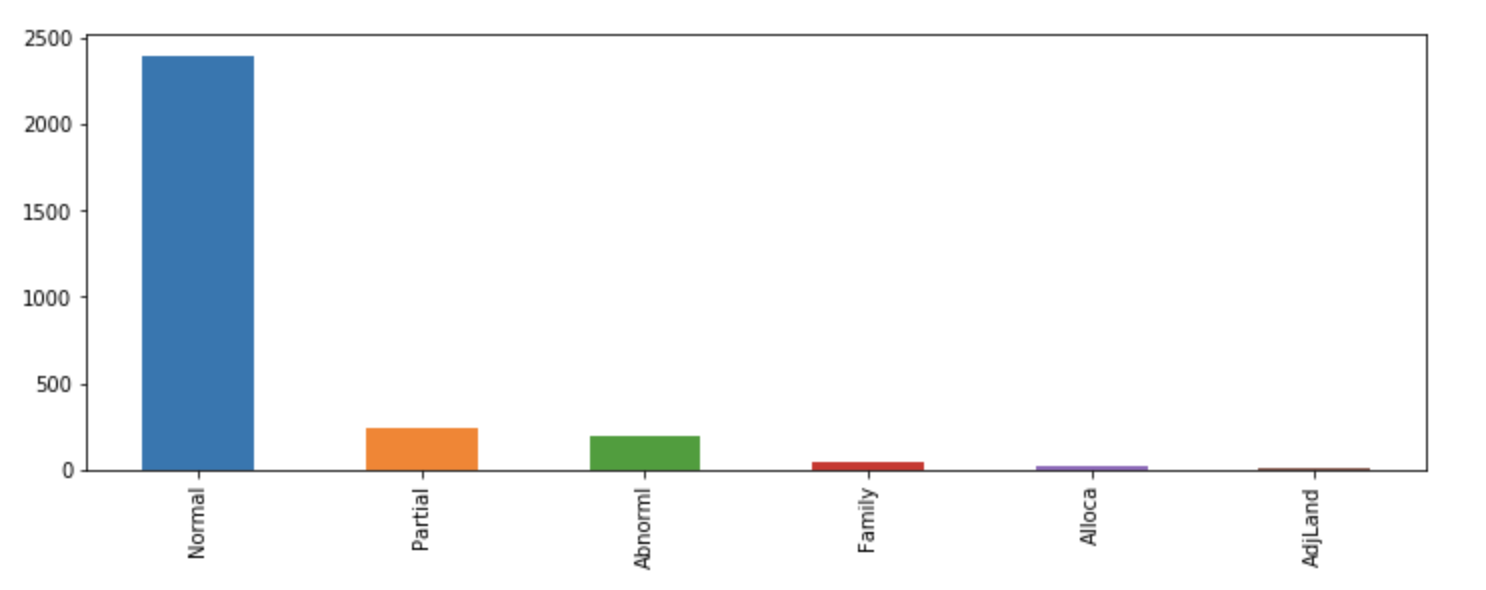 2500
2000
1500
1000
500
0
Normal
Partial
Abnorml
Family
Alloca
AdjLand